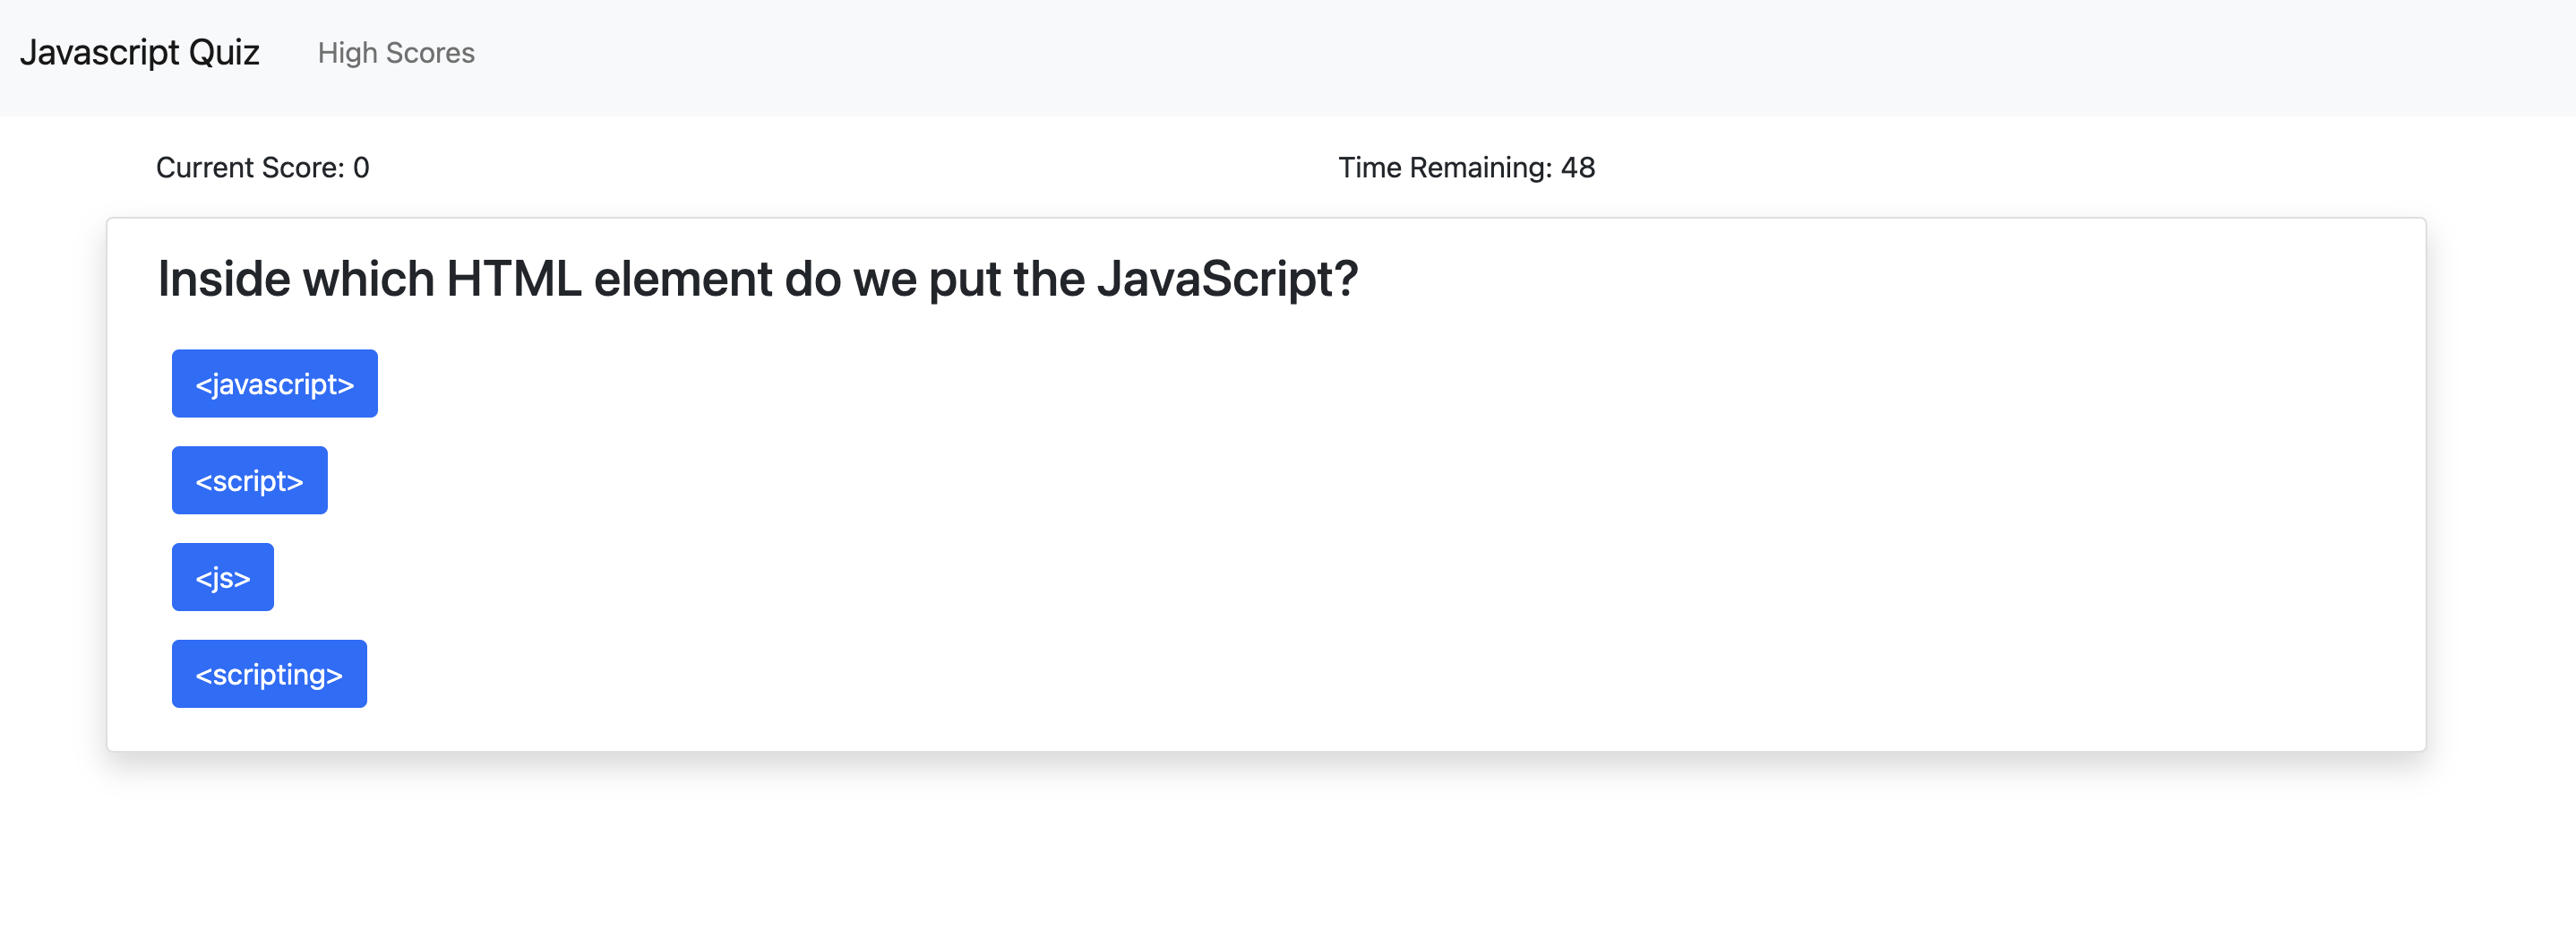 Javascript Quiz High Scores
Current Score: 0 Time Remaining: 48
Inside which HTML element do we put the JavaScript?
<javascript>
<script>
<js>
<scripting>